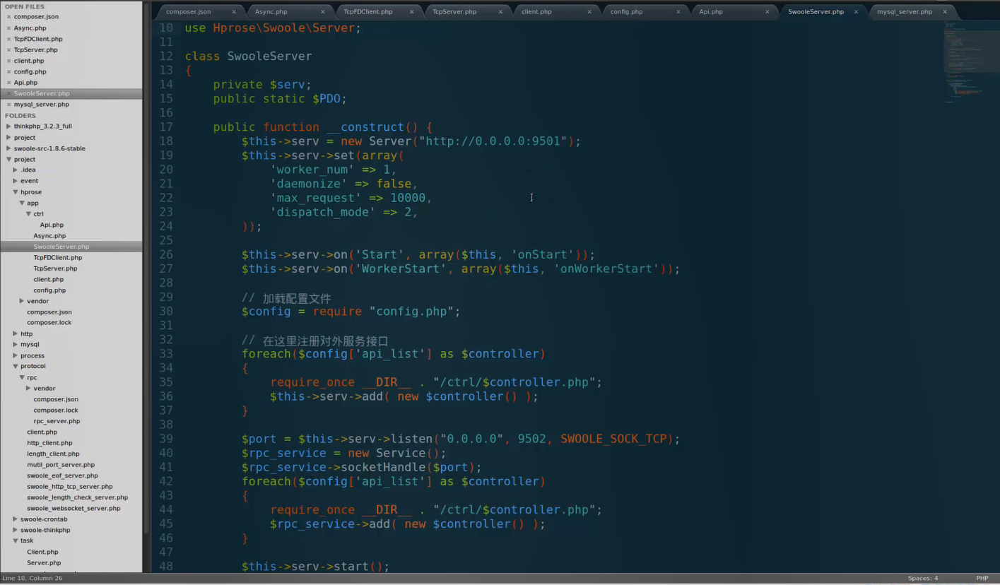 OPEN FILES
composer.json
Async.php
TcpFDClient.php
TcpServer.php
client.php
config.php
Api.php
SwooleServer.php
mysql_server.php
FOLDERS
thinkphp_3.2.3_full
project
swoole-src-1.8.6-stable
project
.idea
event
hprose
app
ctrl
Api.php
Async.php
SwooleServer.php
TcpFDClient.php
TcpServer.php
client.php
config.php
vendor
composer.json
composer.lock
http
mysql
process
protocol
rpc
vendor
composer.json
composer.lock
rpc_server.php
client.php
http_client.php
length_client.php
mutil_port_server.php
swoole_eof_server.php
swoole_http_tcp_server.php
swoole_length_check_server.php
swoole_websocket_server.php
swoole-crontab
swoole-thinkphp
task
Client.php
Server.php
composer.json × Async.php × TcpFDClient.php × TcpServer.php × client.php × config.php × Api.php × SwooleServer.php × mysql_server.php ×
10 use Hprose\Swoole\Server;
11
12 class SwooleServer
13 {
14     private $serv;
15     public static $PDO;
16
17     public function __construct() {
18         $this->serv = new Server("http://0.0.0.0:9501");
19         $this->serv->set(array(
20             'worker_num' => 1,
21             'daemonize' => false,
22             'max_request' => 10000,
23             'dispatch_mode' => 2,
24         ));
25
26         $this->serv->on('Start', array($this, 'onStart'));
27         $this->serv->on('WorkerStart', array($this, 'onWorkerStart'));
28
29         // 加载配置文件
30         $config = require "config.php";
31
32         // 在这里注册对外服务接口
33         foreach($config['api_list'] as $controller)
34         {
35             require_once __DIR__ . "/ctrl/$controller.php";
36             $this->serv->add( new $controller() );
37         }
38
39         $port = $this->serv->listen("0.0.0.0", 9502, SWOOLE_SOCK_TCP);
40         $rpc_service = new Service();
41         $rpc_service->socketHandle($port);
42         foreach($config['api_list'] as $controller)
43         {
44             require_once __DIR__ . "/ctrl/$controller.php";
45             $rpc_service->add( new $controller() );
46         }
47
48         $this->serv->start();
Line 10, Column 26
Spaces: 4
PHP